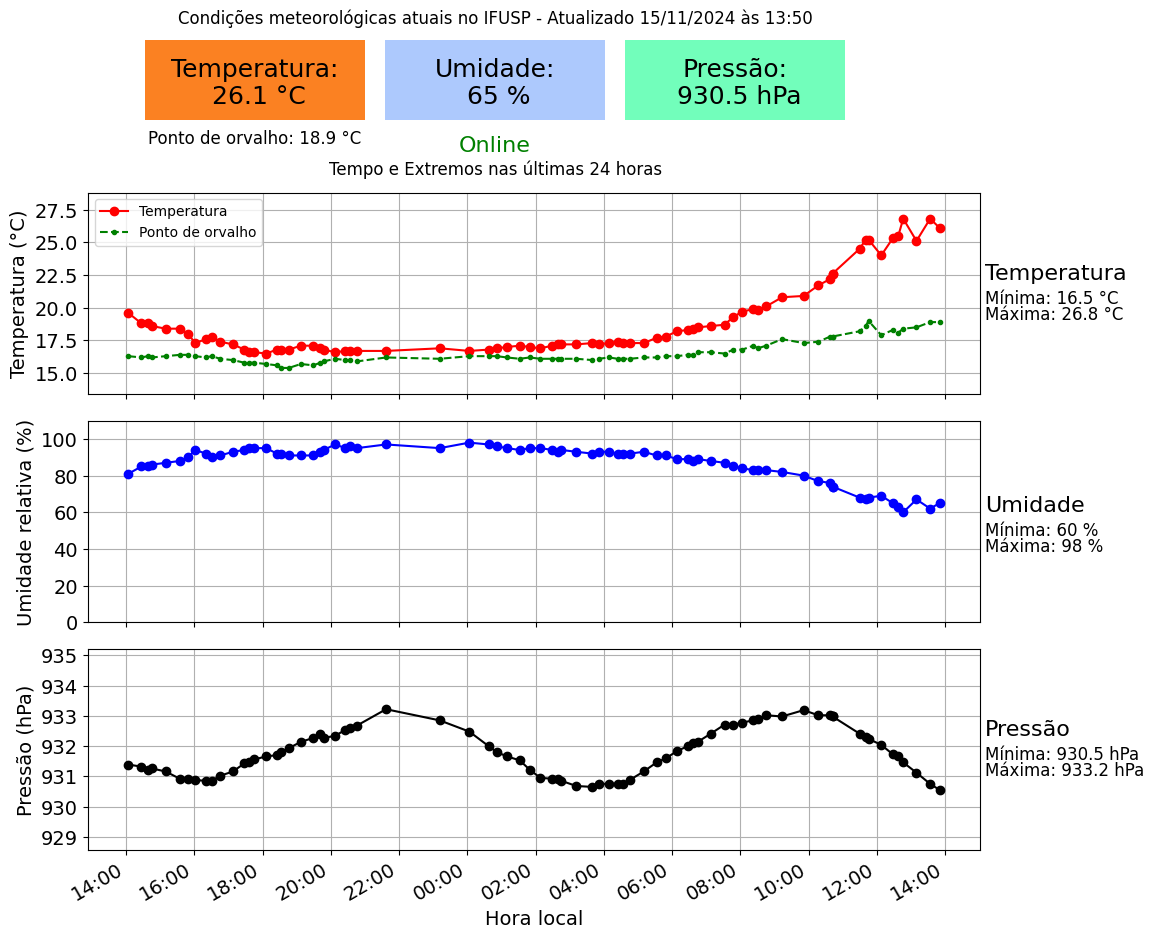 Condições meteorológicas atuais no IFUSP - Atualizado 15/11/2024 às 13:50
Temperatura:
26.1 °C
Umidade:
65 %
Pressão:
930.5 hPa
Ponto de orvalho: 18.9 °C
Online
Tempo e Extremos nas últimas 24 horas
Temperatura (°C)
27.5
25.0
22.5
20.0
17.5
15.0
Temperatura
Ponto de orvalho
Temperatura
Mínima: 16.5 °C
Máxima: 26.8 °C
Umidade relativa (%)
100
80
60
40
20
0
Umidade
Mínima: 60 %
Máxima: 98 %
Pressão (hPa)
935
934
933
932
931
930
929
Pressão
Mínima: 930.5 hPa
Máxima: 933.2 hPa
14:00 16:00 18:00 20:00 22:00 00:00 02:00 04:00 06:00 08:00 10:00 12:00 14:00
Hora local